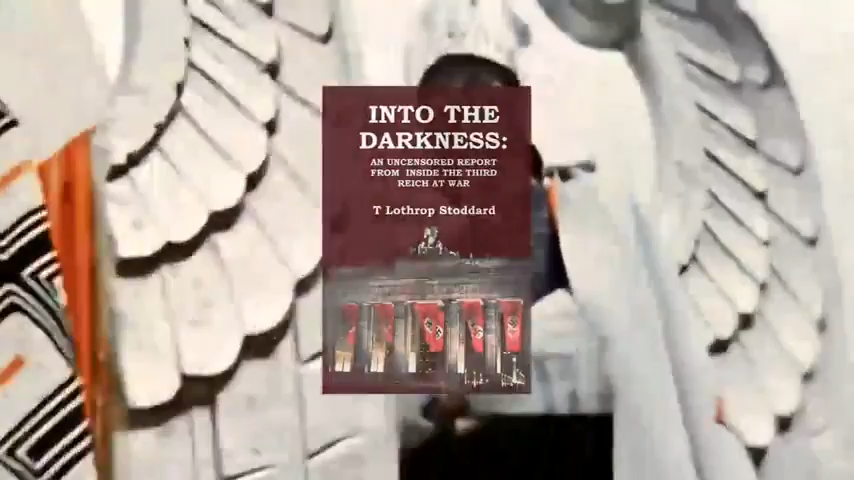 INTO THE
DARKNESS:
AN UNCENSORED REPORT
FROM INSIDE THE THIRD
REICH AT WAR
T Lothrop Stoddard